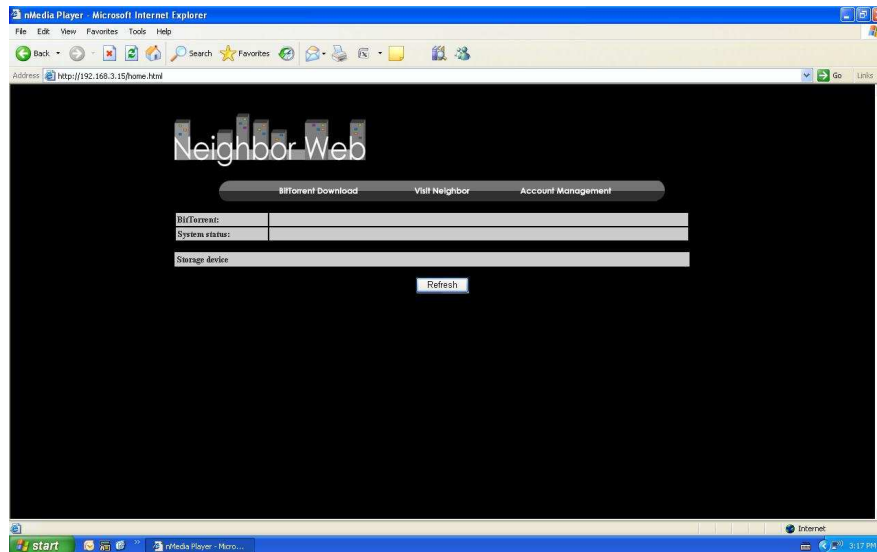 nMedia Player - Microsoft Internet Explorer
File Edit View Favorites Tools Help
Back Search Favorites
Address http://192.168.3.15/home.html Go Links
Neighbor Web
BitTorrent Download Visit Neighbor Account Management
BitTorrent:
System status:
Storage device
Refresh
Internet
start nMedia Player - Micro... 3:17 PM